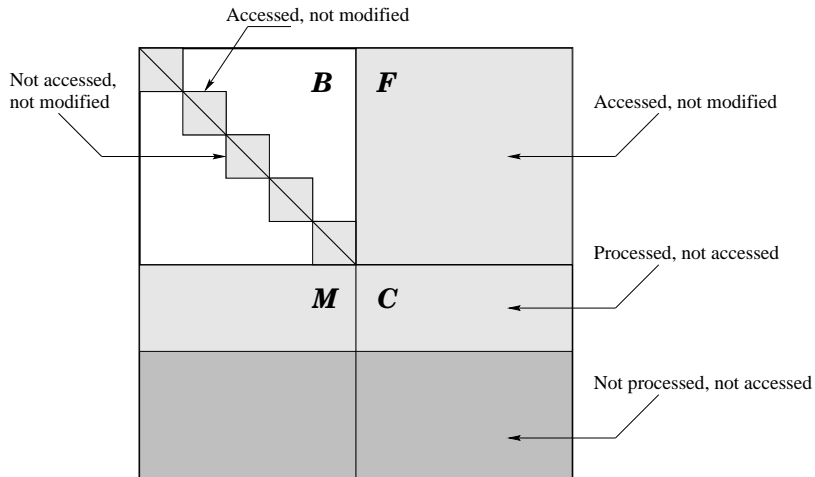 Accessed, not modified
Not accessed,
not modified
B
F
Accessed, not modified
Processed, not accessed
M
C
Not processed, not accessed